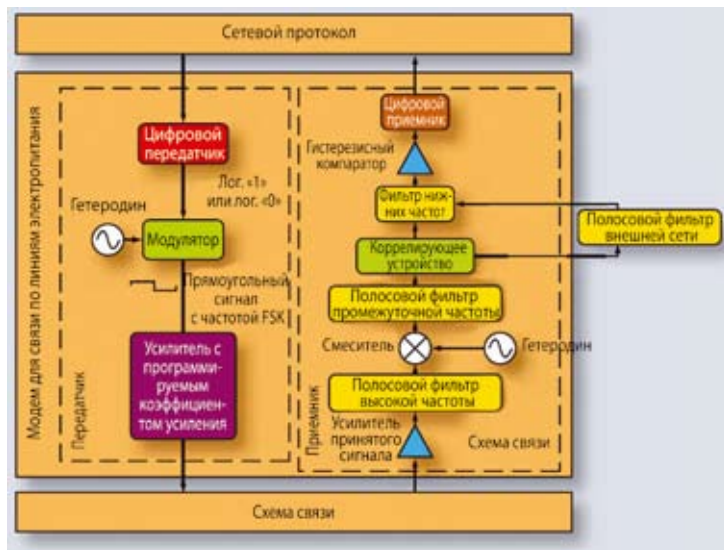 Сетевой протокол
Модем для связи по линиям электропитания
Передатчик
Цифровой
передатчик
Лог. «1»
или лог. «0»
Гетеродин
Модулятор
Прямоугольный
сигнал
с частотой FSK
Усилитель с
программи-
руемым
коэффициен-
том усиления
Приемник
Цифровой
приемник
Гистерезисный
компаратор
Фильтр ниж-
них частот
Полосовой фильтр
внешней сети
Коррелирующее
устройство
Полосовой фильтр
промежуточной частоты
Смеситель
Гетеродин
Полосовой фильтр
высокой частоты
Усилитель
принятого
сигнала
Схема связи
Схема связи